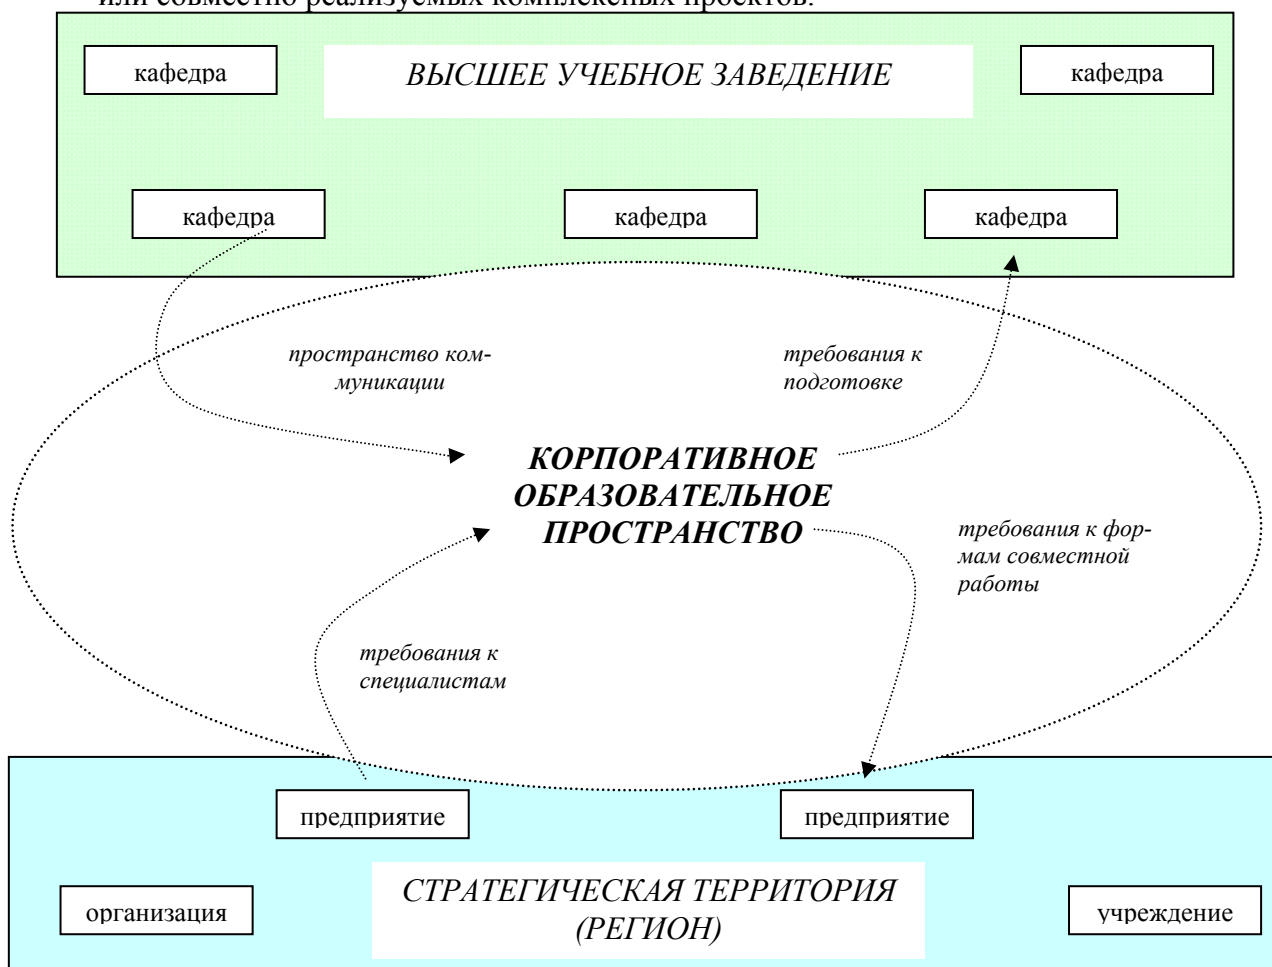 или совместно реализуемых комплексных проектов.
кафедра
ВЫСШЕЕ УЧЕБНОЕ ЗАВЕДЕНИЕ
кафедра
кафедра
кафедра
кафедра
пространство ком-
муникации
требования к
подготовке
КОРПОРАТИВНОЕ
ОБРАЗОВАТЕЛЬНОЕ
ПРОСТРАНСТВО
требования к фор-
мам совместной
работы
требования к
специалистам
предприятие
предприятие
организация
СТРАТЕГИЧЕСКАЯ ТЕРРИТОРИЯ
(РЕГИОН)
учреждение